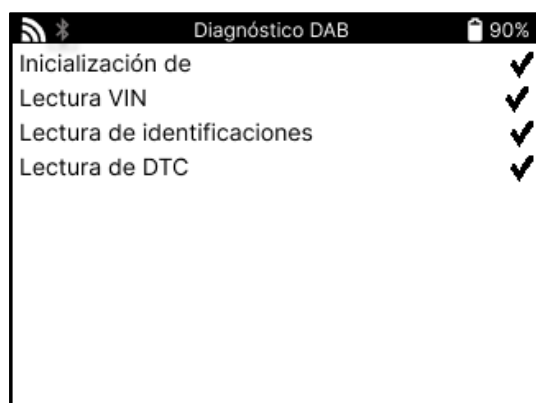 Diagnóstico DAB 90%
Inicialización de
Lectura VIN
Lectura de identificaciones
Lectura de DTC